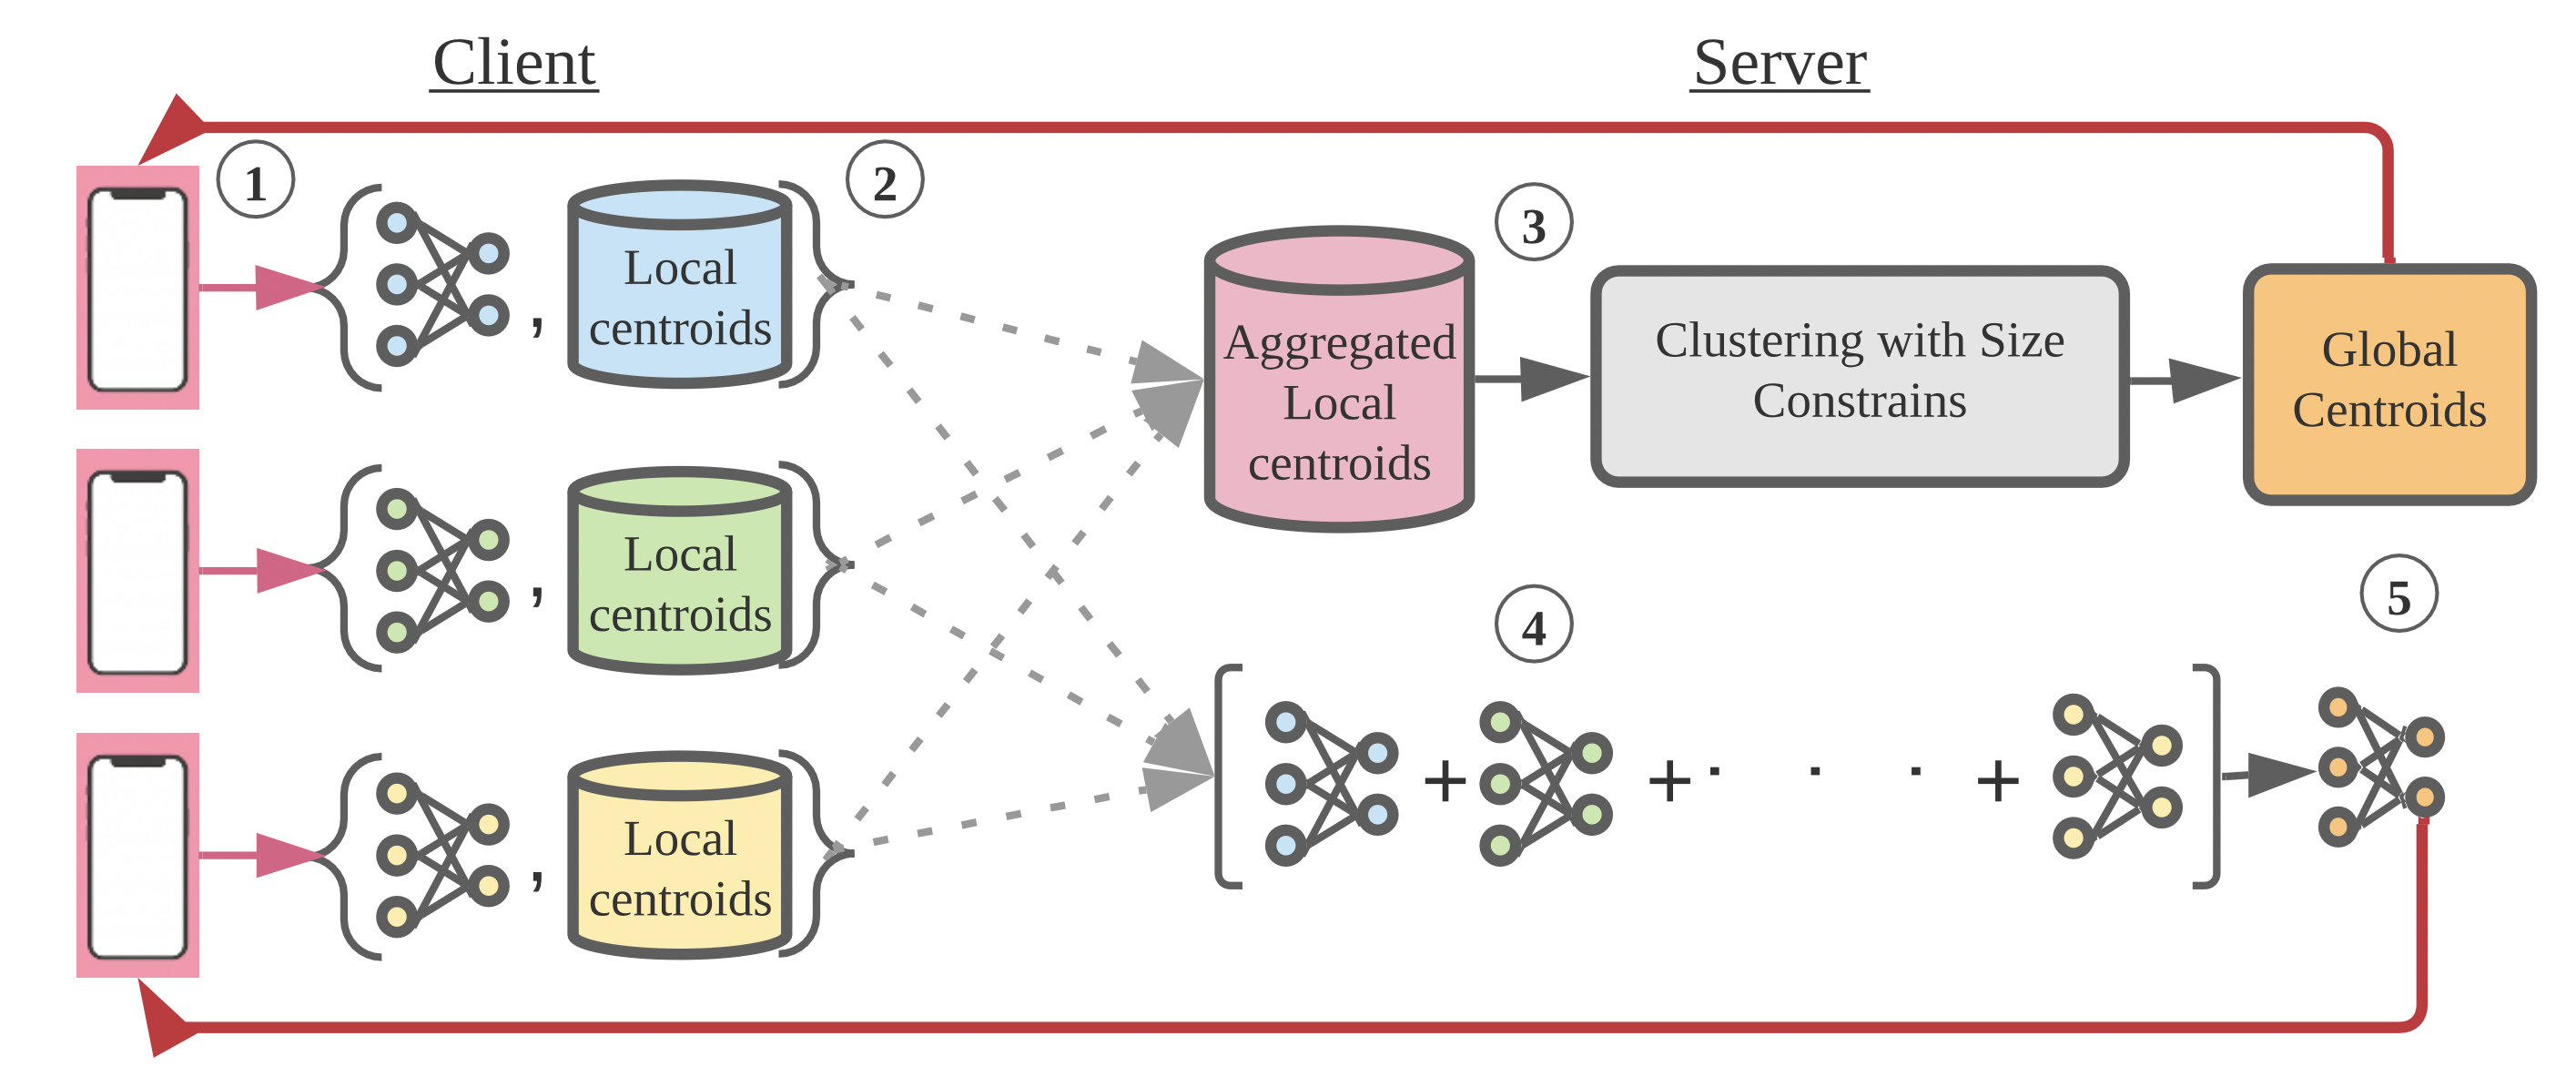 Client
Server
1
2
3
Local
centroids
,
Aggregated
Local
centroids
Clustering with Size
Constrains
Global
Centroids
Local
centroids
,
4
5
Local
centroids
,
+
+ . . . +